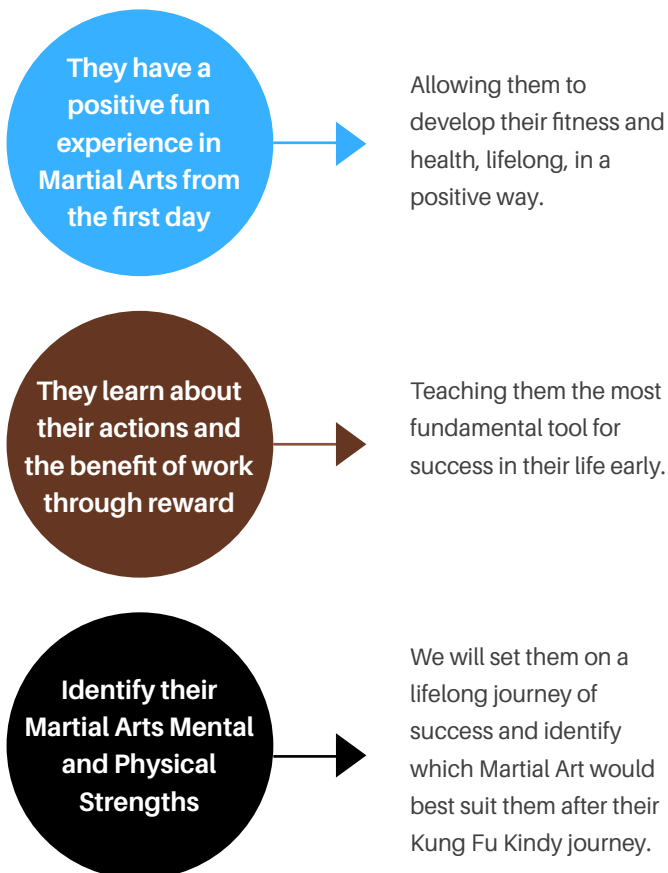 They have a
positive fun
experience in
Martial Arts from
the first day
Allowing them to
develop their fitness and
health, lifelong, in a
positive way.
They learn about
their actions and
the benefit of work
through reward
Teaching them the most
fundamental tool for
success in their life early.
Identify their
Martial Arts Mental
and Physical
Strengths
We will set them on a
lifelong journey of
success and identify
which Martial Art would
best suit them after their
Kung Fu Kindy journey.